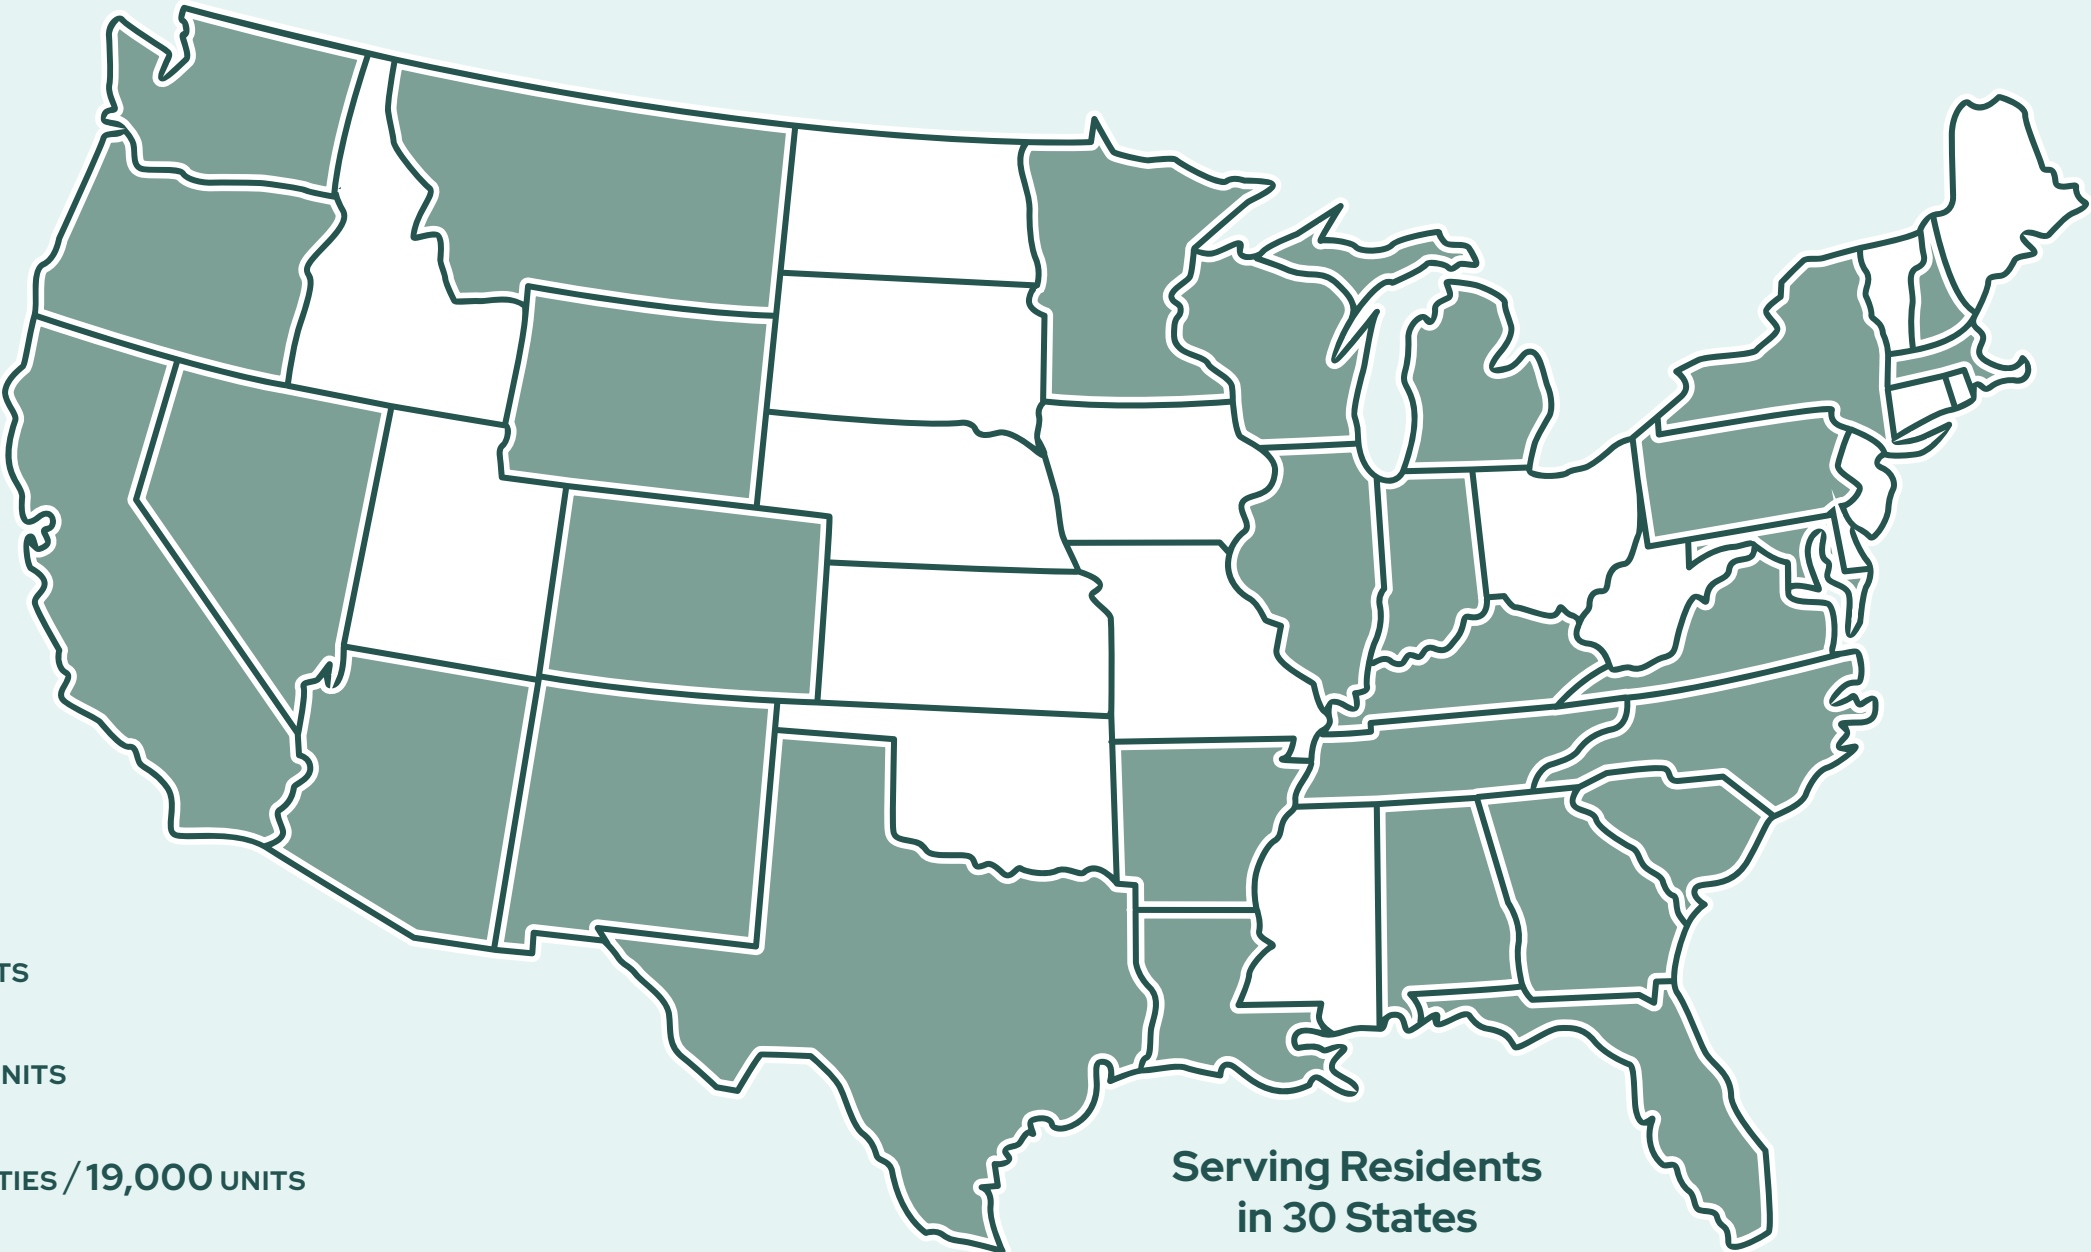 TS
NITS
TIES / 19,000 UNITS
Serving Residents
in 30 States